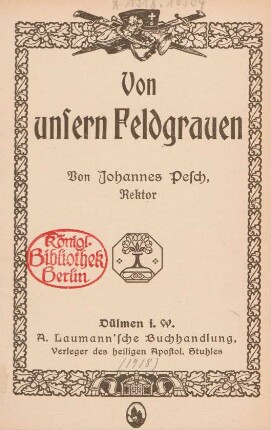 Von
unsern Feldgrauen
Von Johannes Pesch,
Rektor
Königl.
Bibliothek
Berlin
Dülmen i. W.
A. Laumann'sche Buchhandlung,
Verleger des heiligen Apostol. Stuhles
(1918)